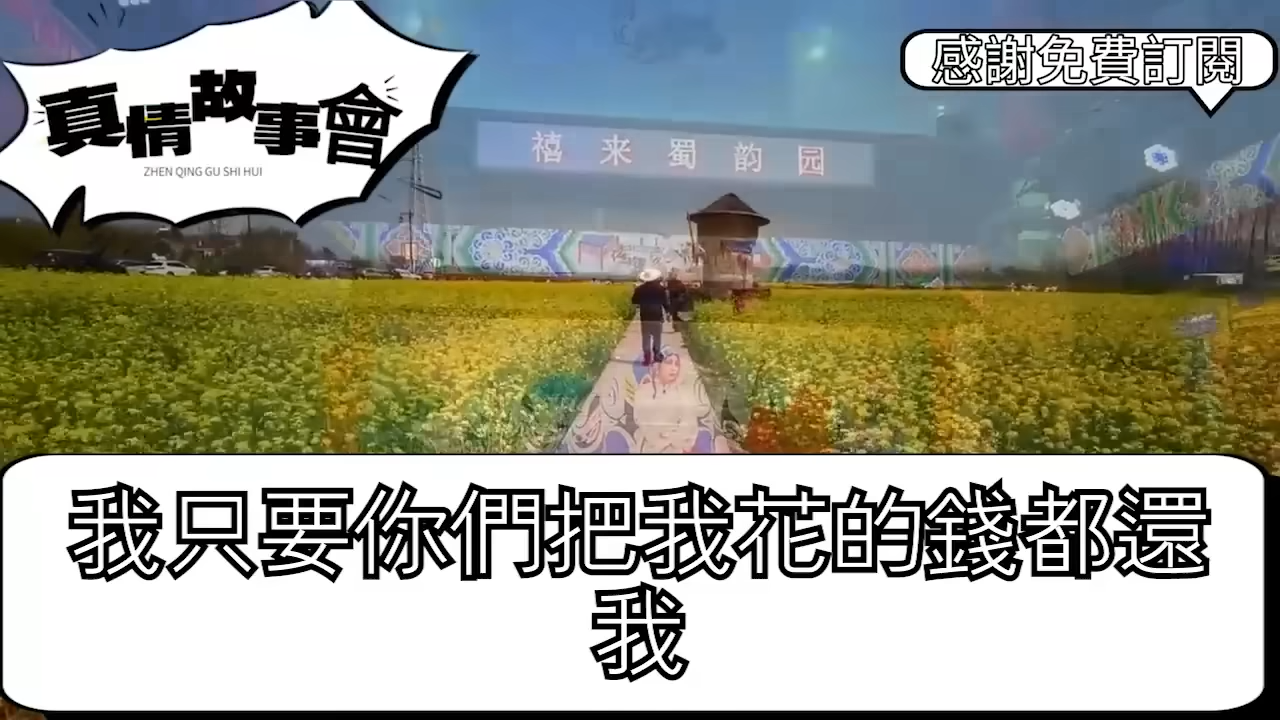 真情故事會
ZHEN QING GU SHI HUI
感謝免費訂閱
禧来蜀韵园
我只要你們把我花的錢都還
我